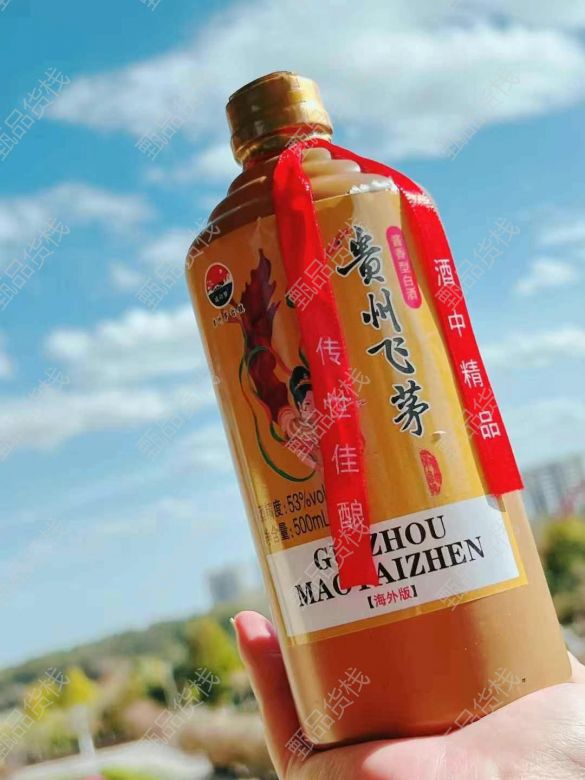 贵州飞茅
酱香型白酒
酒中精品
传世佳酿
53%vol
500mL
GUIZHOU
MAOTAIZHEN
【海外版】
甄品货栈